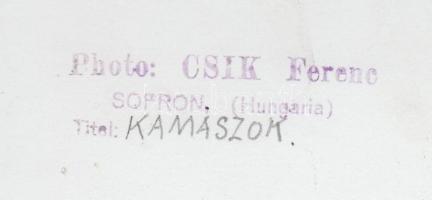 Photo: CSIK Ferenc
SOPRON. (Hungaria)
Titel: KAMASZOK.